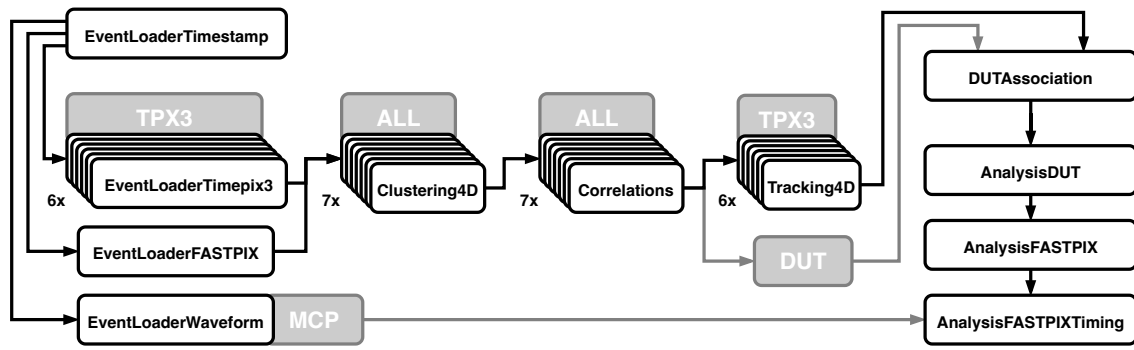 EventLoaderTimestamp
DUTAssociation
TPX3
ALL
ALL
TPX3
EventLoaderTimepix3
Clustering4D
Correlations
Tracking4D
AnalysisDUT
6x
7x
7x
6x
EventLoaderFASTPIX
DUT
AnalysisFASTPIX
EventLoaderWaveform
MCP
AnalysisFASTPIXTiming